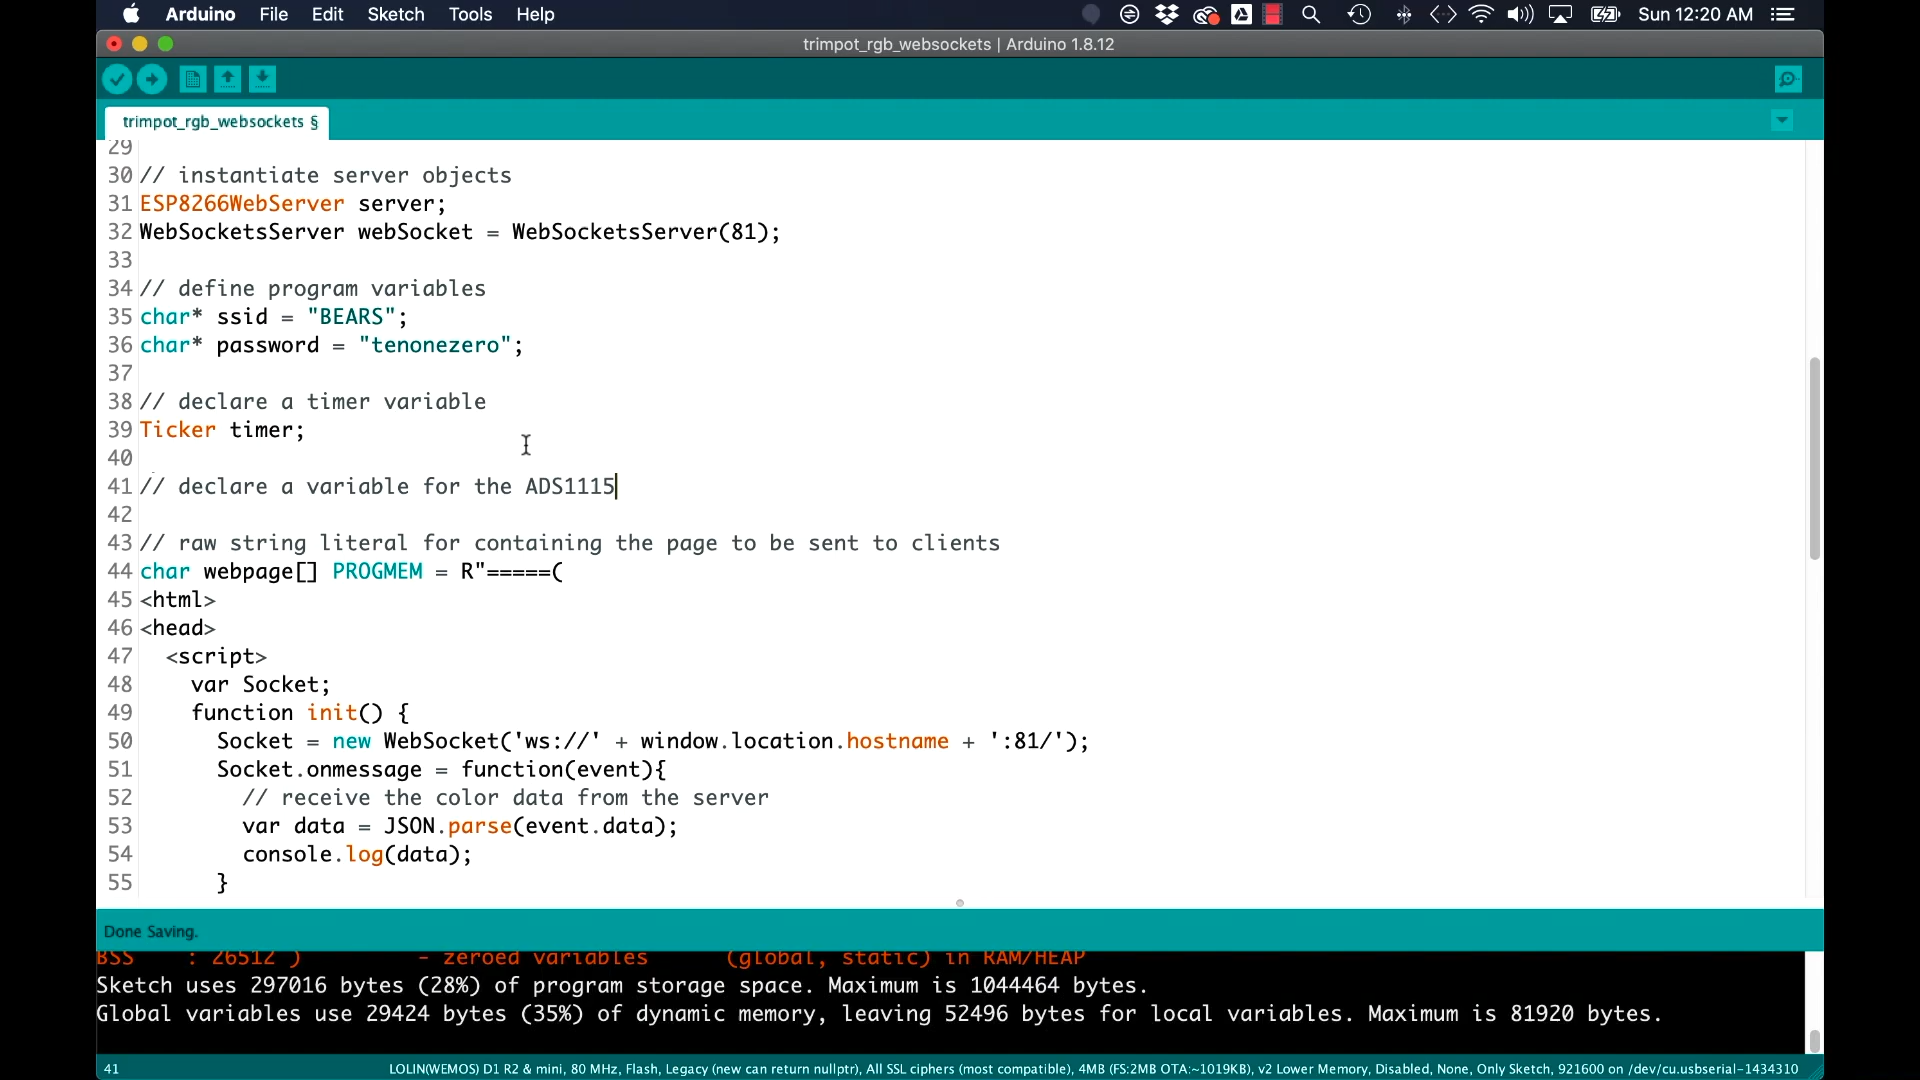 Arduino File Edit Sketch Tools Help Sun 12:20 AM
trimpot_rgb_websockets | Arduino 1.8.12
trimpot_rgb_websockets §
29
30 // instantiate server objects
31 ESP8266WebServer server;
32 WebSocketsServer webSocket = WebSocketsServer(81);
33
34 // define program variables
35 char* ssid = "BEARS";
36 char* password = "tenonezero";
37
38 // declare a timer variable
39 Ticker timer;
40
41 // declare a variable for the ADS1115
42
43 // raw string literal for containing the page to be sent to clients
44 char webpage[] PROGMEM = R"=====(
45 <html>
46 <head>
47 <script>
48 var Socket;
49 function init() {
50 Socket = new WebSocket('ws://' + window.location.hostname + ':81/');
51 Socket.onmessage = function(event){
52 // receive the color data from the server
53 var data = JSON.parse(event.data);
54 console.log(data);
55 }
Done Saving.
BSS : 26512 ) - zeroed variables (global, static) in RAM/HEAP
Sketch uses 297016 bytes (28%) of program storage space. Maximum is 1044464 bytes.
Global variables use 29424 bytes (35%) of dynamic memory, leaving 52496 bytes for local variables. Maximum is 81920 bytes.
41 LOLIN(WEMOS) D1 R2 & mini, 80 MHz, Flash, Legacy (new can return nullptr), All SSL ciphers (most compatible), 4MB (FS:2MB OTA:~1019KB), v2 Lower Memory, Disabled, None, Only Sketch, 921600 on /dev/cu.usbserial-1434310